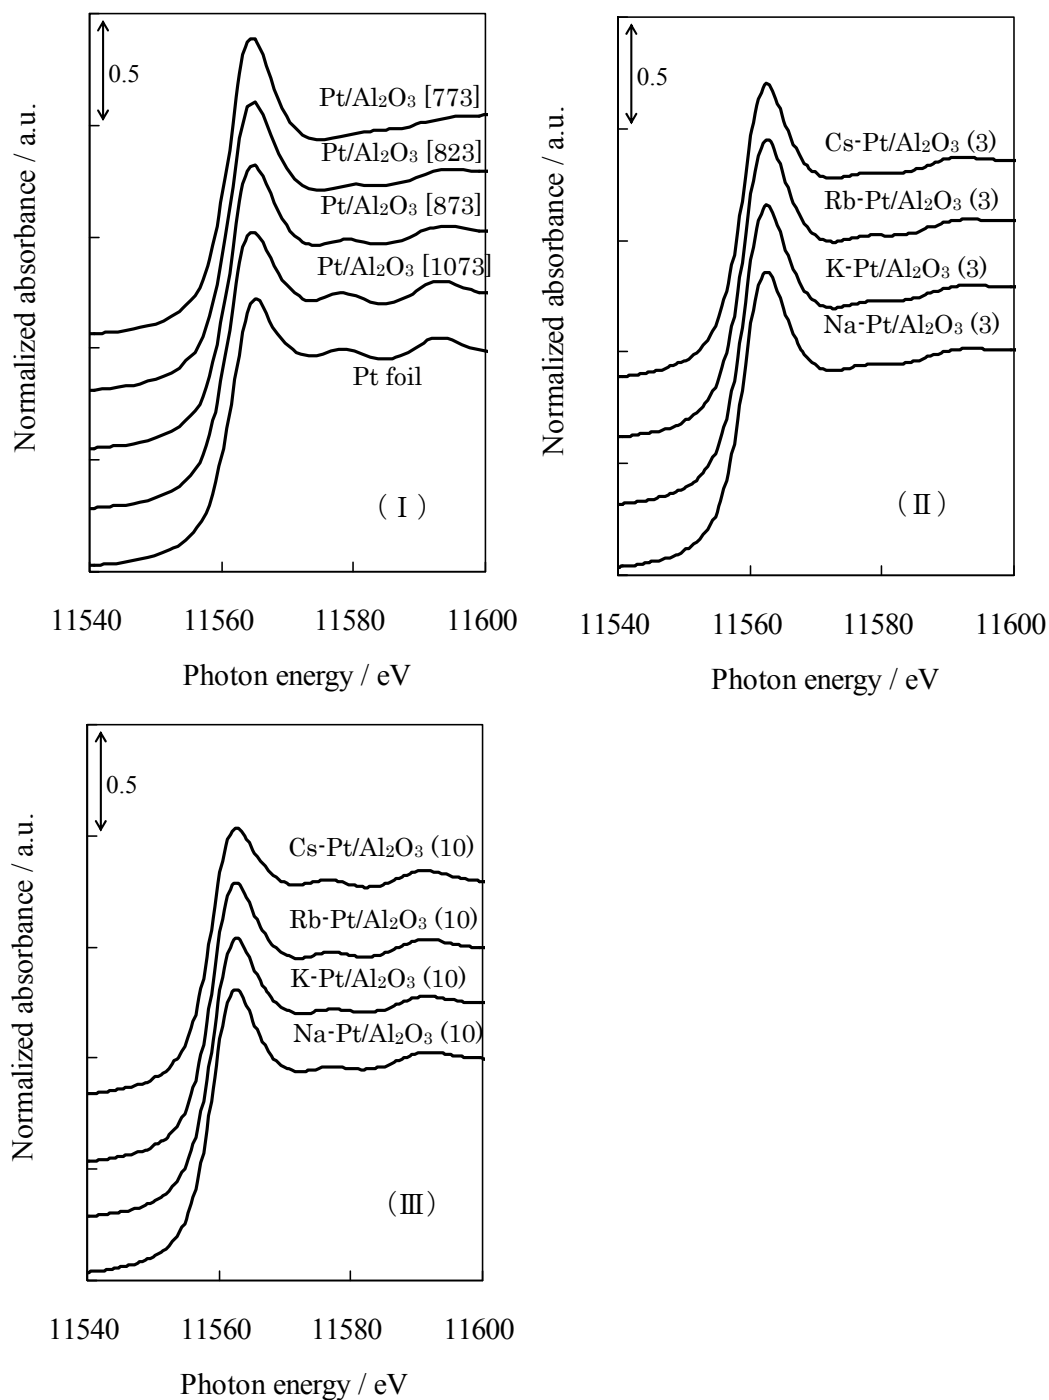 0.5
Pt/Al₂O₃ [773]
Pt/Al₂O₃ [823]
Pt/Al₂O₃ [873]
Pt/Al₂O₃ [1073]
Pt foil
( I )
Normalized absorbance / a.u.
11540 11560 11580 11600
Photon energy / eV
0.5
Cs-Pt/Al₂O₃ (3)
Rb-Pt/Al₂O₃ (3)
K-Pt/Al₂O₃ (3)
Na-Pt/Al₂O₃ (3)
( II )
Normalized absorbance / a.u.
11540 11560 11580 11600
Photon energy / eV
0.5
Cs-Pt/Al₂O₃ (10)
Rb-Pt/Al₂O₃ (10)
K-Pt/Al₂O₃ (10)
Na-Pt/Al₂O₃ (10)
(III)
Normalized absorbance / a.u.
11540 11560 11580 11600
Photon energy / eV